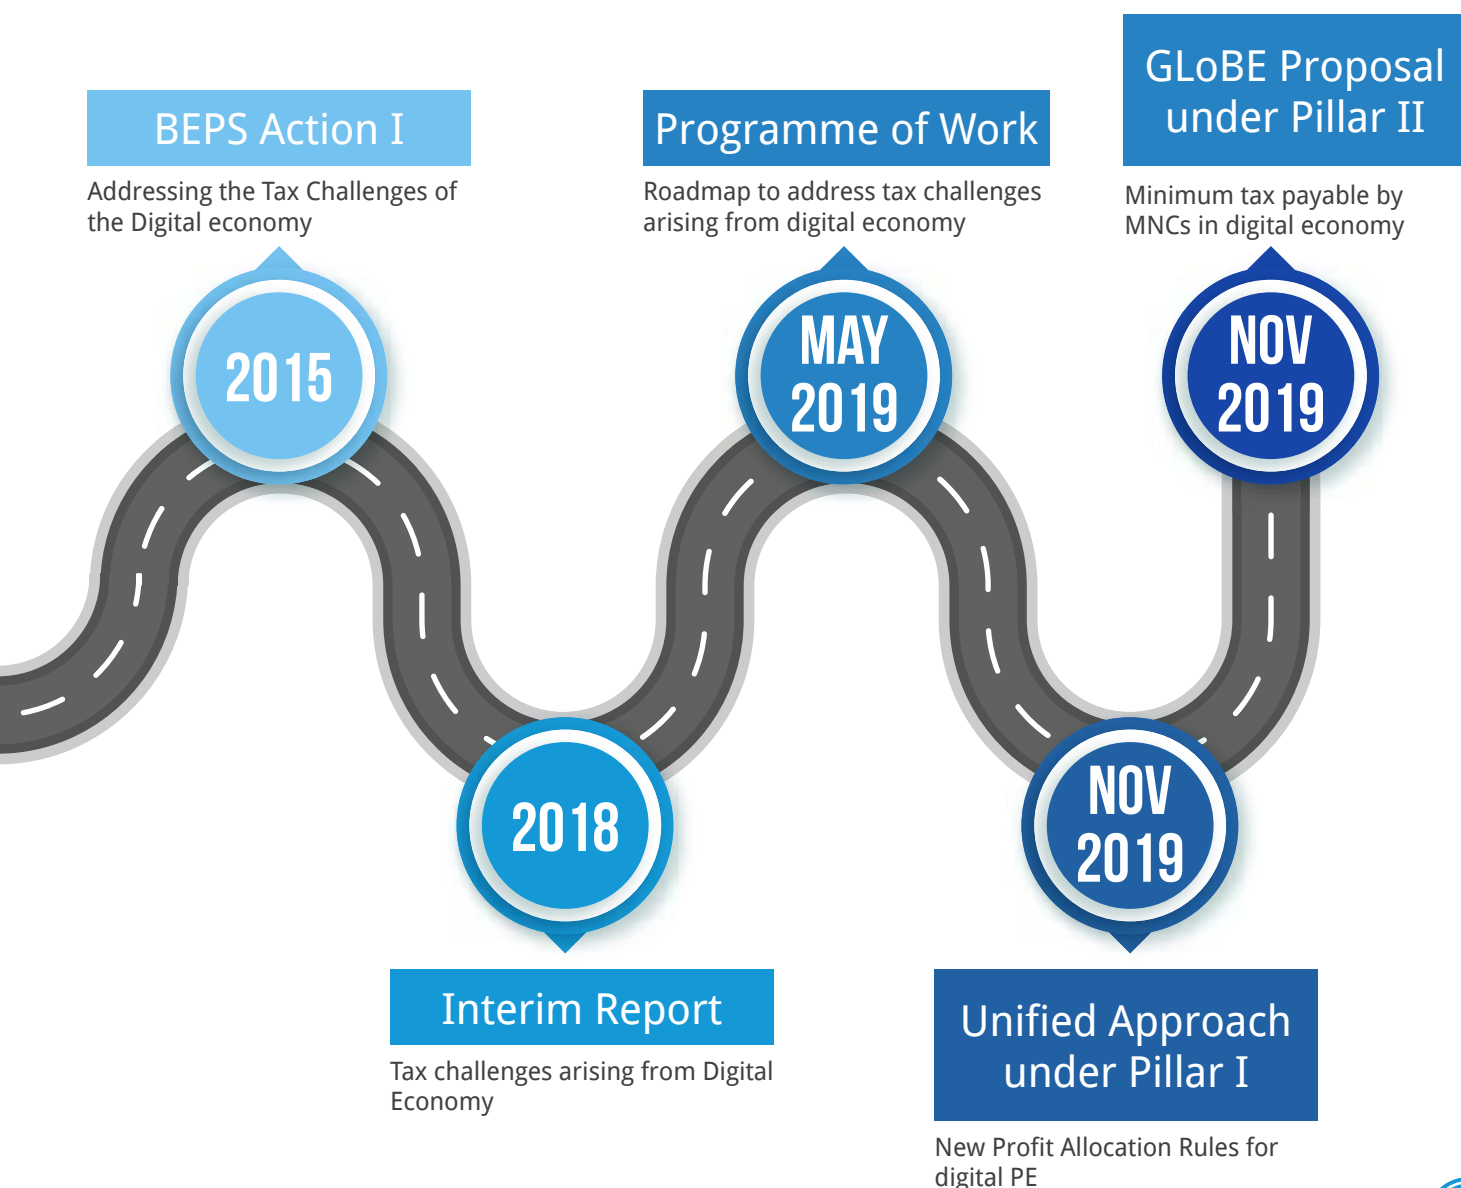 BEPS Action I
Addressing the Tax Challenges of
the Digital economy
2015
Interim Report
Tax challenges arising from Digital
Economy
2018
Programme of Work
Roadmap to address tax challenges
arising from digital economy
MAY
2019
Unified Approach
under Pillar I
New Profit Allocation Rules for
digital PE
NOV
2019
GLoBE Proposal
under Pillar II
Minimum tax payable by
MNCs in digital economy
NOV
2019